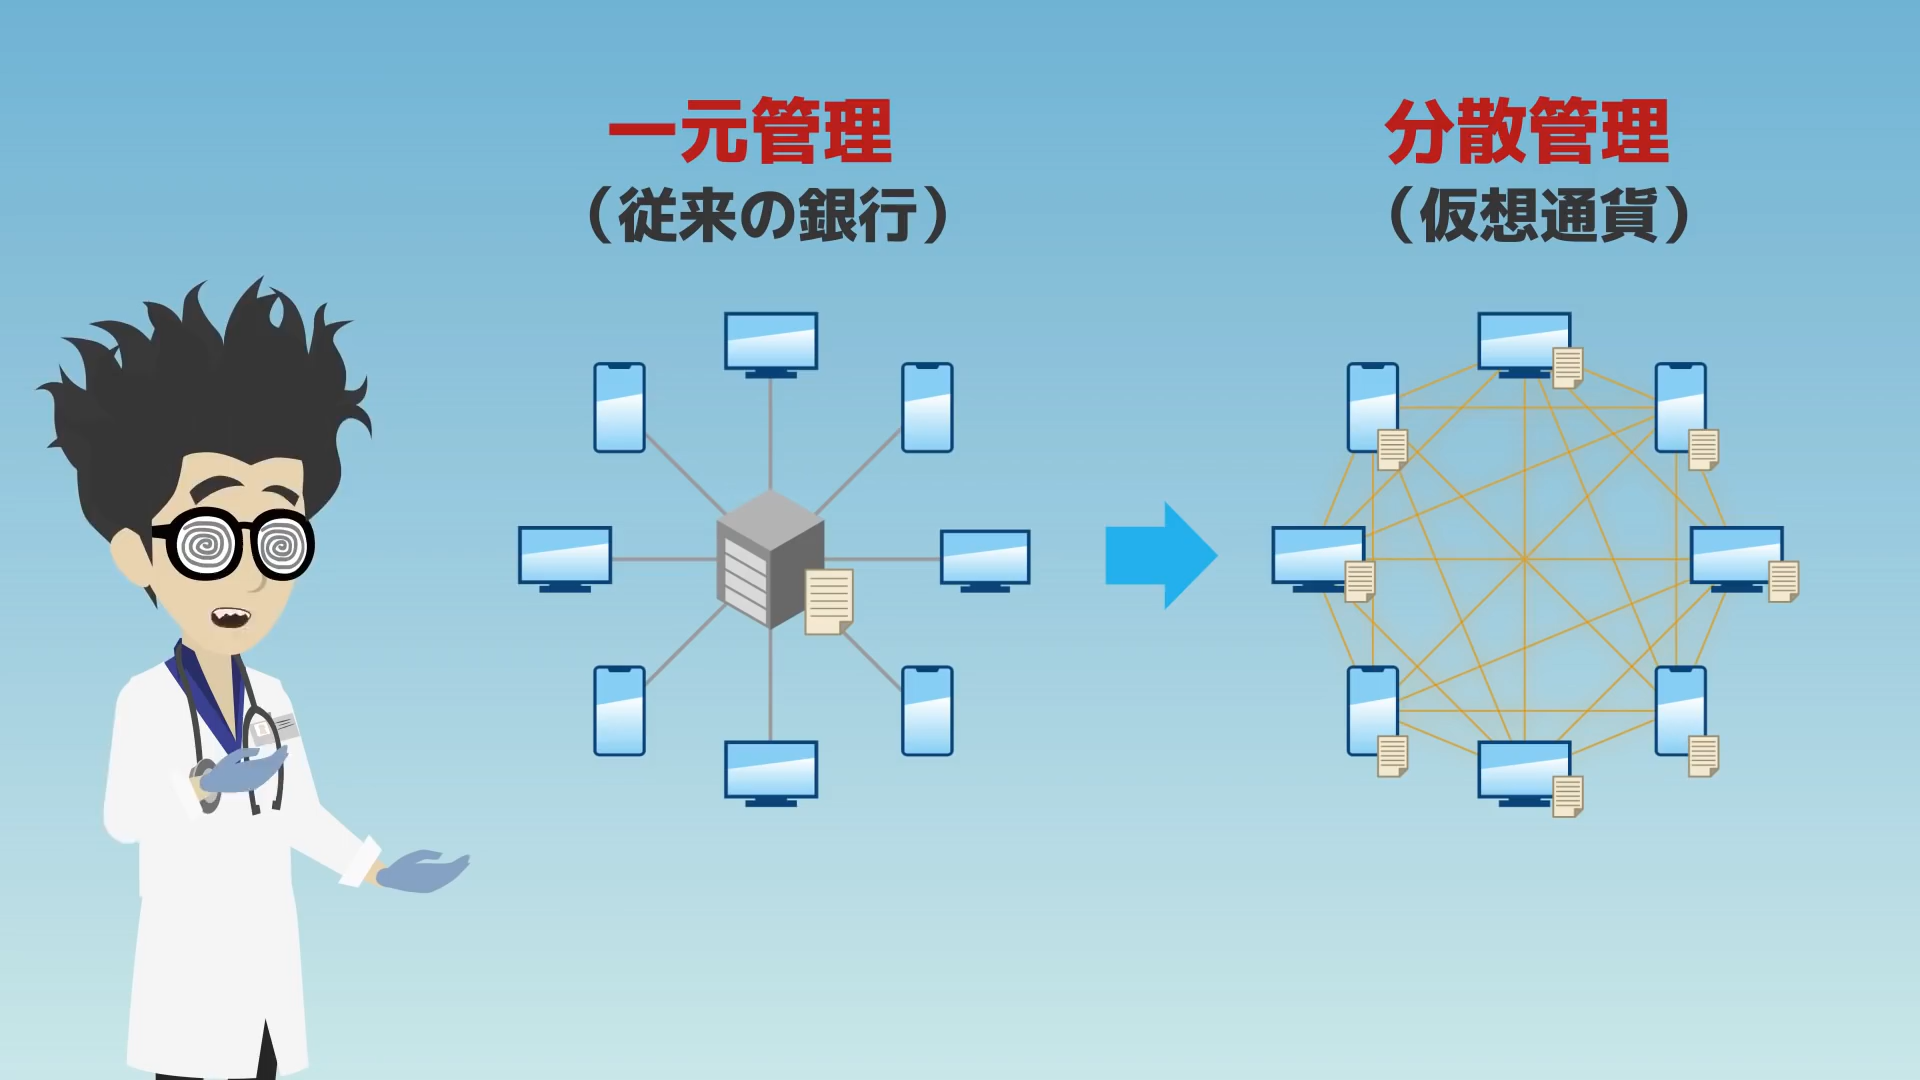 一元管理
（従来の銀行）
分散管理
（仮想通貨）